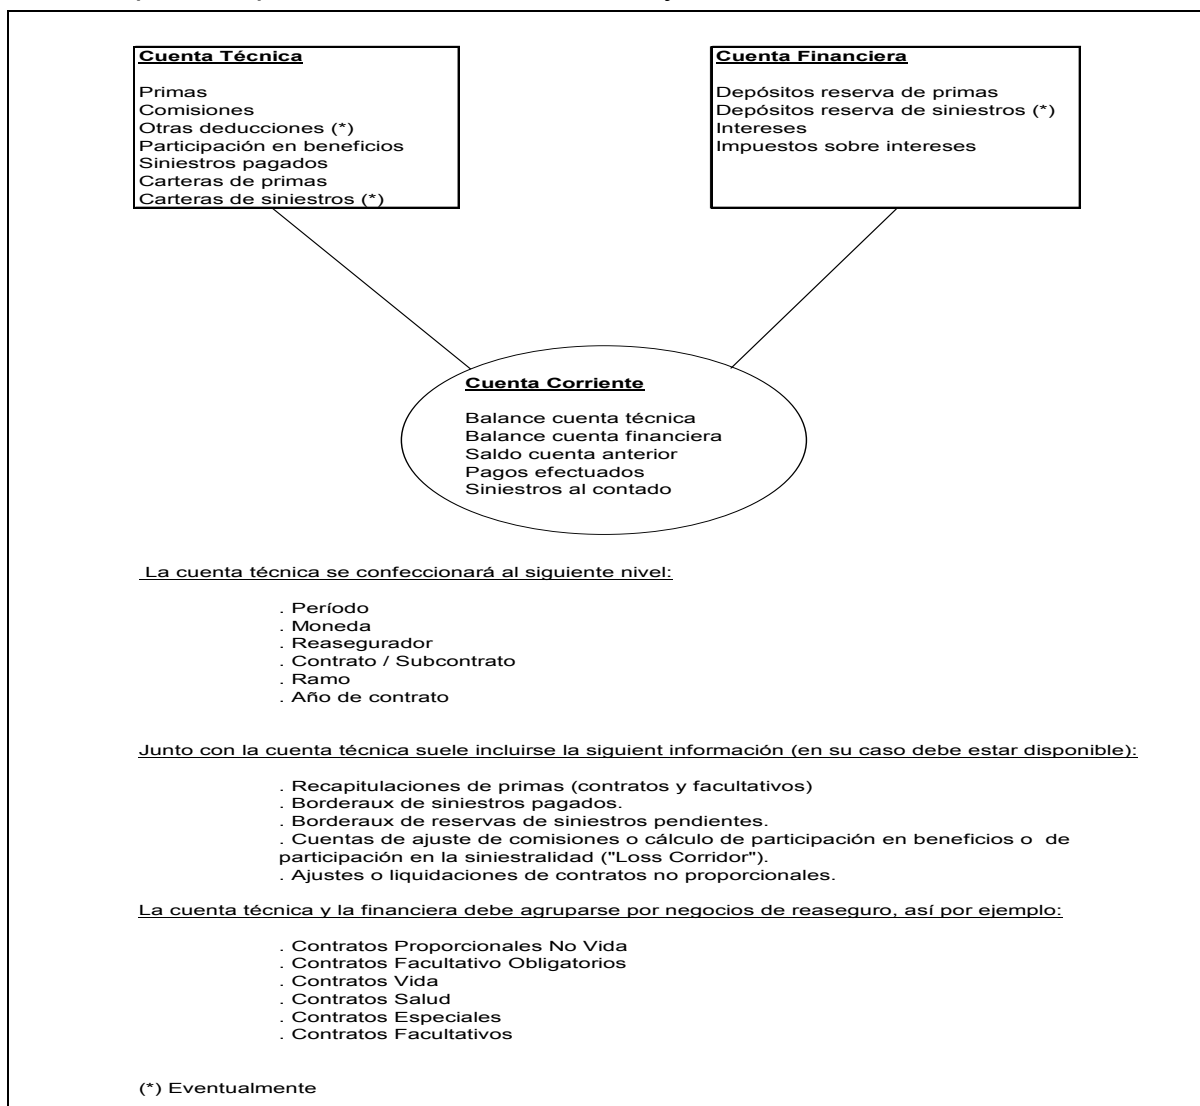 Cuenta Técnica
Primas
Comisiones
Otras deducciones (*)
Participación en beneficios
Siniestros pagados
Carteras de primas
Carteras de siniestros (*)
Cuenta Financiera
Depósitos reserva de primas
Depósitos reserva de siniestros (*)
Intereses
Impuestos sobre intereses
Cuenta Corriente
Balance cuenta técnica
Balance cuenta financiera
Saldo cuenta anterior
Pagos efectuados
Siniestros al contado
La cuenta técnica se confeccionará al siguiente nivel:
. Período
. Moneda
. Reasegurador
. Contrato / Subcontrato
. Ramo
. Año de contrato
Junto con la cuenta técnica suele incluirse la siguient información (en su caso debe estar disponible):
. Recapitulaciones de primas (contratos y facultativos)
. Borderaux de siniestros pagados.
. Borderaux de reservas de siniestros pendientes.
. Cuentas de ajuste de comisiones o cálculo de participación en beneficios o de
participación en la siniestralidad ("Loss Corridor").
. Ajustes o liquidaciones de contratos no proporcionales.
La cuenta técnica y la financiera debe agruparse por negocios de reaseguro, así por ejemplo:
. Contratos Proporcionales No Vida
. Contratos Facultativo Obligatorios
. Contratos Vida
. Contratos Salud
. Contratos Especiales
. Contratos Facultativos
(*) Eventualmente